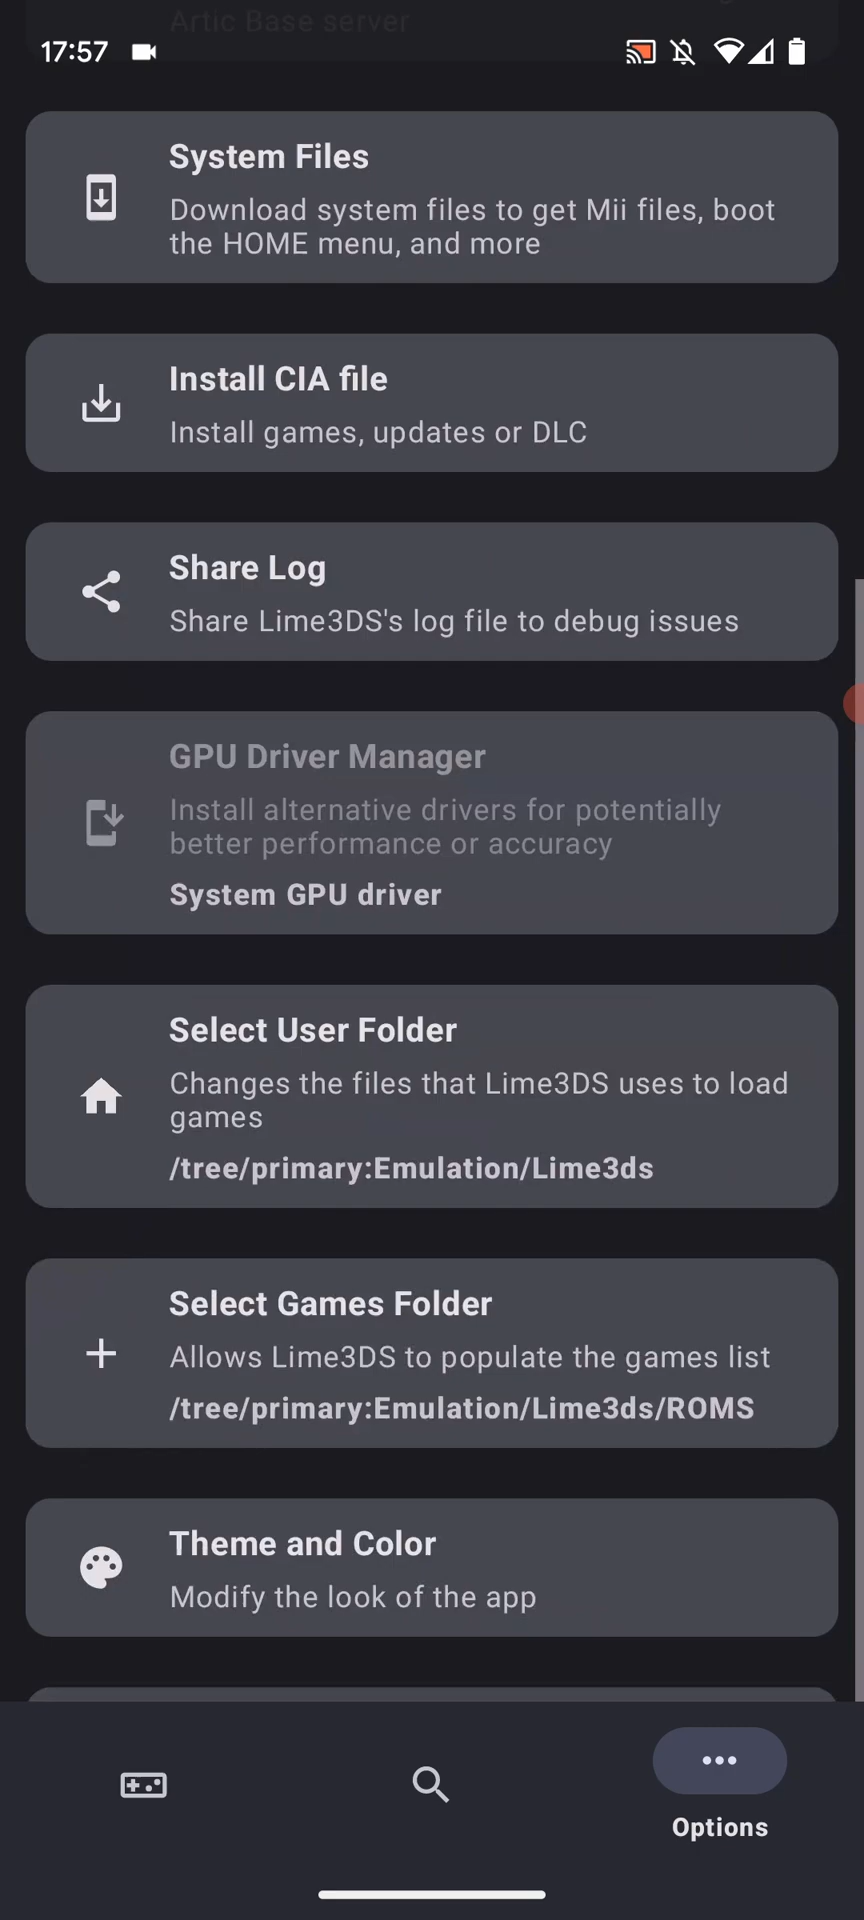 Artic Base server
17:57
System Files
Download system files to get Mii files, boot
the HOME menu, and more
Install CIA file
Install games, updates or DLC
Share Log
Share Lime3DS's log file to debug issues
GPU Driver Manager
Install alternative drivers for potentially
better performance or accuracy
System GPU driver
Select User Folder
Changes the files that Lime3DS uses to load
games
/tree/primary:Emulation/Lime3ds
Select Games Folder
Allows Lime3DS to populate the games list
/tree/primary:Emulation/Lime3ds/ROMS
Theme and Color
Modify the look of the app
Options